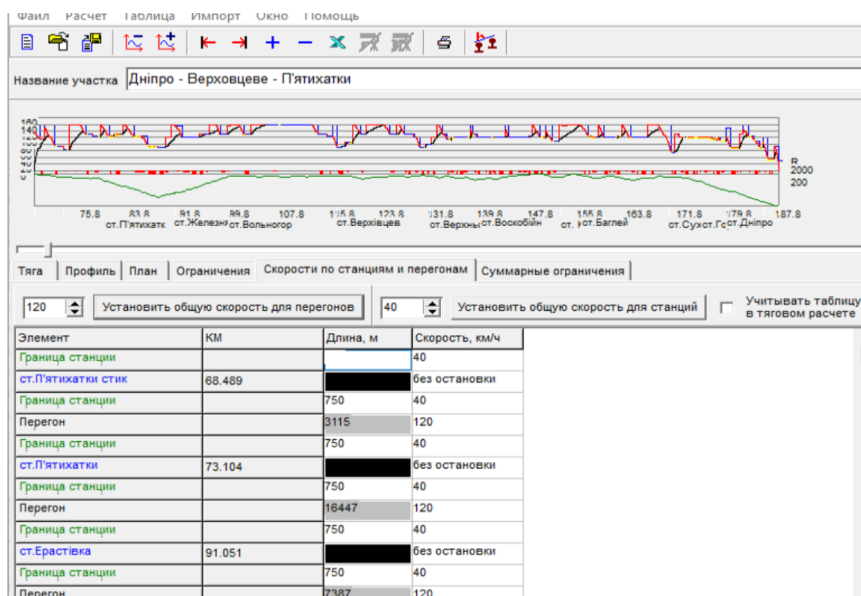 Файл Расчет Таблица Импорт Окно Помощь
Название участка Дніпро - Верховцеве - П'ятихатки
R
2000
200
75.8 83.8 91.8 99.8 107.8 115.8 123.8 131.8 139.8 147.8 155.8 163.8 171.8 179.8 187.8
ст.П'ятихатк ст.Вольногор ст.Верхівцев ст.Воскобійн ст.Баглей ст.Дніпро
Тяга Профиль План Ограничения Скорости по станциям и перегонам Суммарные ограничения
120 Установить общую скорость для перегонов 40 Установить общую скорость для станций Учитывать таблицу
в тяговом расчете
Элемент КМ Длина, м Скорость, км/ч
Граница станции 40
ст.П'ятихатки стик 68.489 без остановки
Граница станции 750 40
Перегон 3115 120
Граница станции 750 40
ст.П'ятихатки 73.104 без остановки
Граница станции 750 40
Перегон 16447 120
Граница станции 750 40
ст.Ерастівка 91.051 без остановки
Граница станции 750 40
Перегон 7387 120